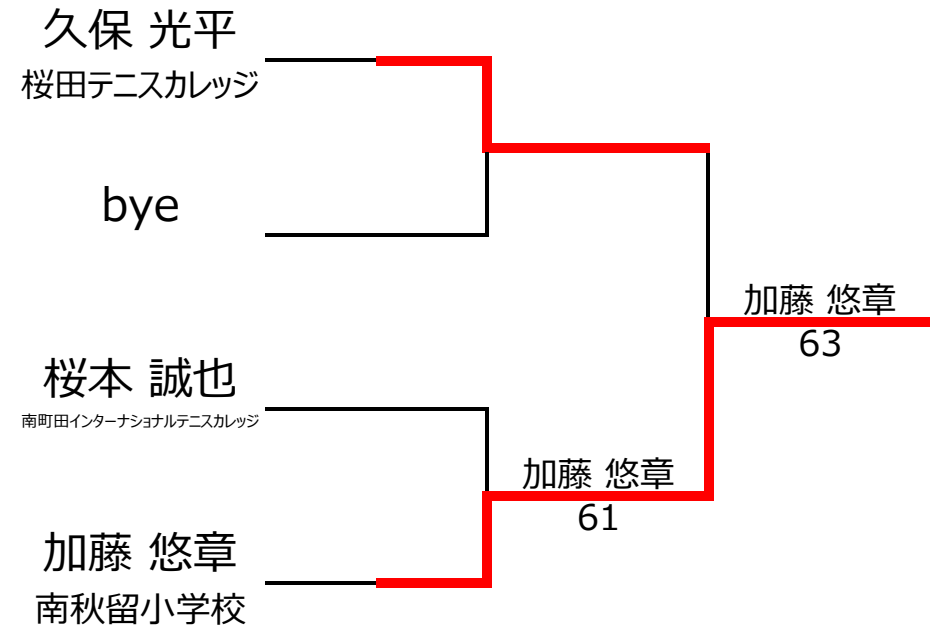 久保 光平
桜田テニスカレッジ
bye
桜本 誠也
南町田インターナショナルテニスカレッジ
加藤 悠章
南秋留小学校
加藤 悠章
61
加藤 悠章
63